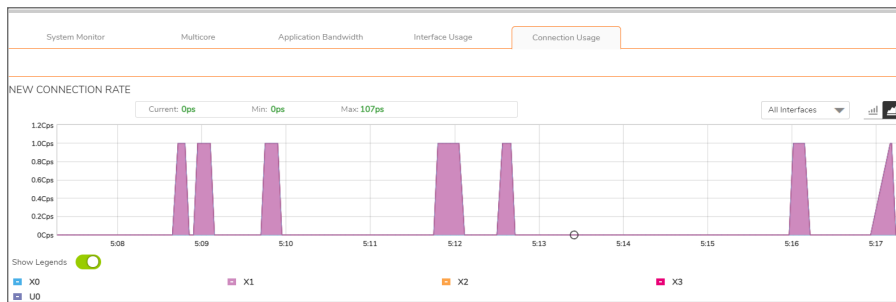 System Monitor Multicore Application Bandwidth Interface Usage Connection Usage
NEW CONNECTION RATE
Current: 0ps Min: 0ps Max: 107ps All Interfaces
1.2Cps
1.0Cps
0.8Cps
0.6Cps
0.4Cps
0.2Cps
0Cps
5:08 5:09 5:10 5:11 5:12 5:13 5:14 5:15 5:16 5:17
Show Legends
X0 X1 X2 X3
U0